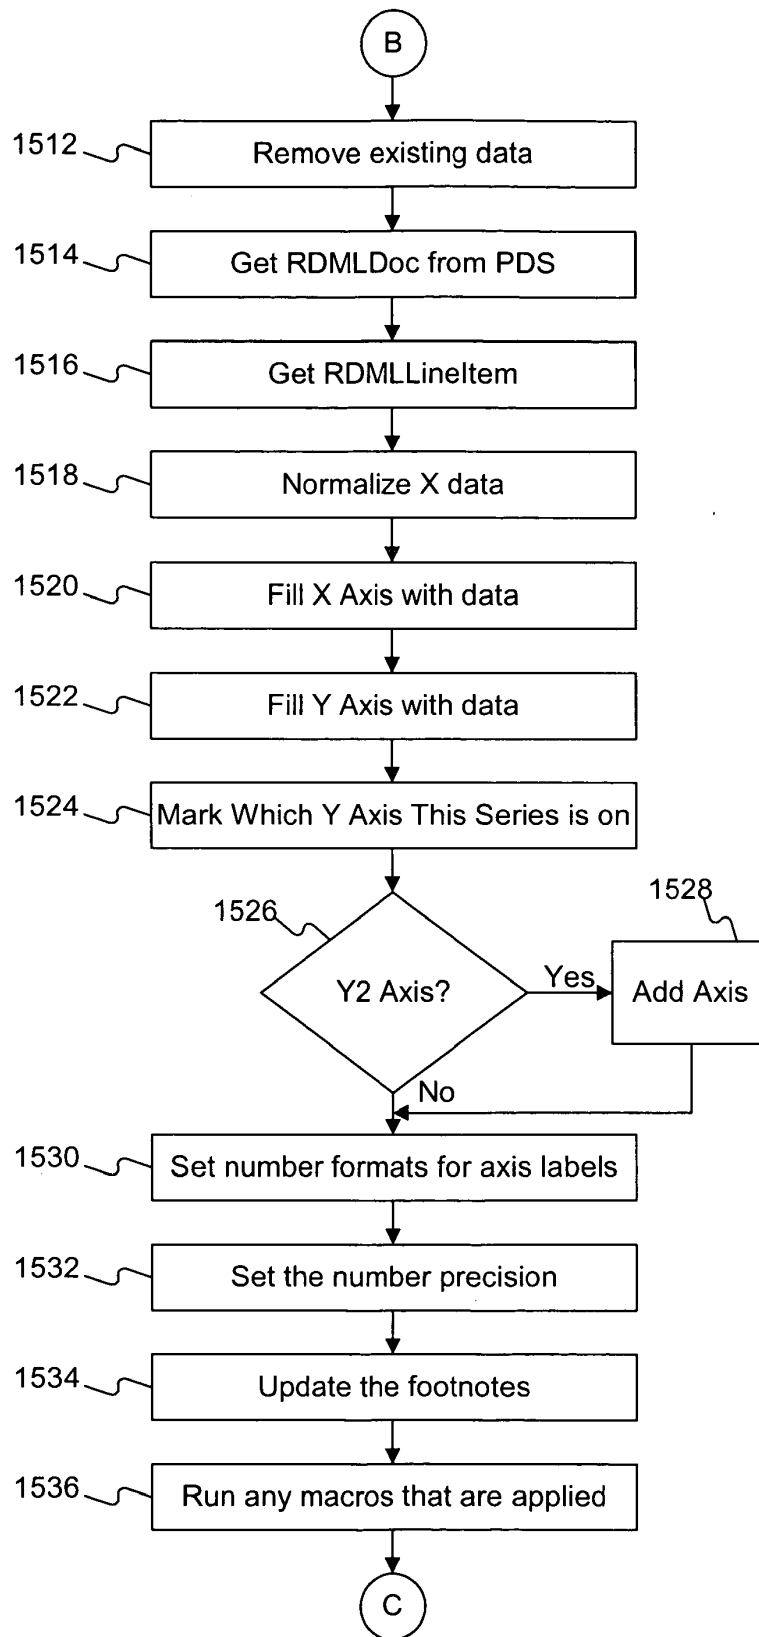 B
1512
Remove existing data
1514
Get RDMLDoc from PDS
1516
Get RDMLLineItem
1518
Normalize X data
1520
Fill X Axis with data
1522
Fill Y Axis with data
1524
Mark Which Y Axis This Series is on
1526
1528
Y2 Axis?
Yes
Add Axis
No
1530
Set number formats for axis labels
1532
Set the number precision
1534
Update the footnotes
1536
Run any macros that are applied
C